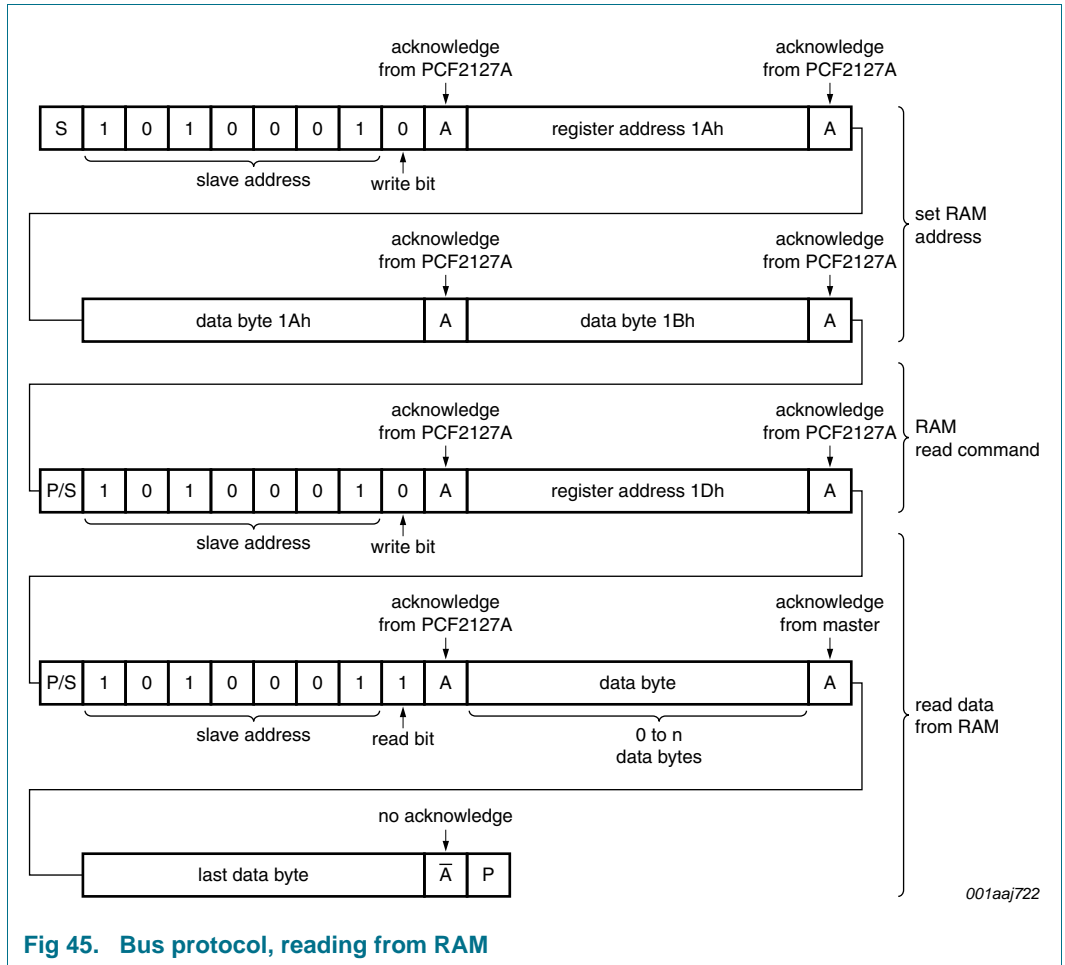 acknowledge
from PCF2127A
acknowledge
from PCF2127A
S 1 0 1 0 0 0 1 0 A register address 1Ah A
slave address
write bit
set RAM
address
acknowledge
from PCF2127A
acknowledge
from PCF2127A
data byte 1Ah A data byte 1Bh A
acknowledge
from PCF2127A
acknowledge
from PCF2127A
RAM
read command
P/S 1 0 1 0 0 0 1 0 A register address 1Dh A
slave address
write bit
acknowledge
from PCF2127A
acknowledge
from master
P/S 1 0 1 0 0 0 1 1 A data byte A
slave address
read bit
0 to n
data bytes
read data
from RAM
no acknowledge
last data byte A̅ P
001aaj722
Fig 45. Bus protocol, reading from RAM